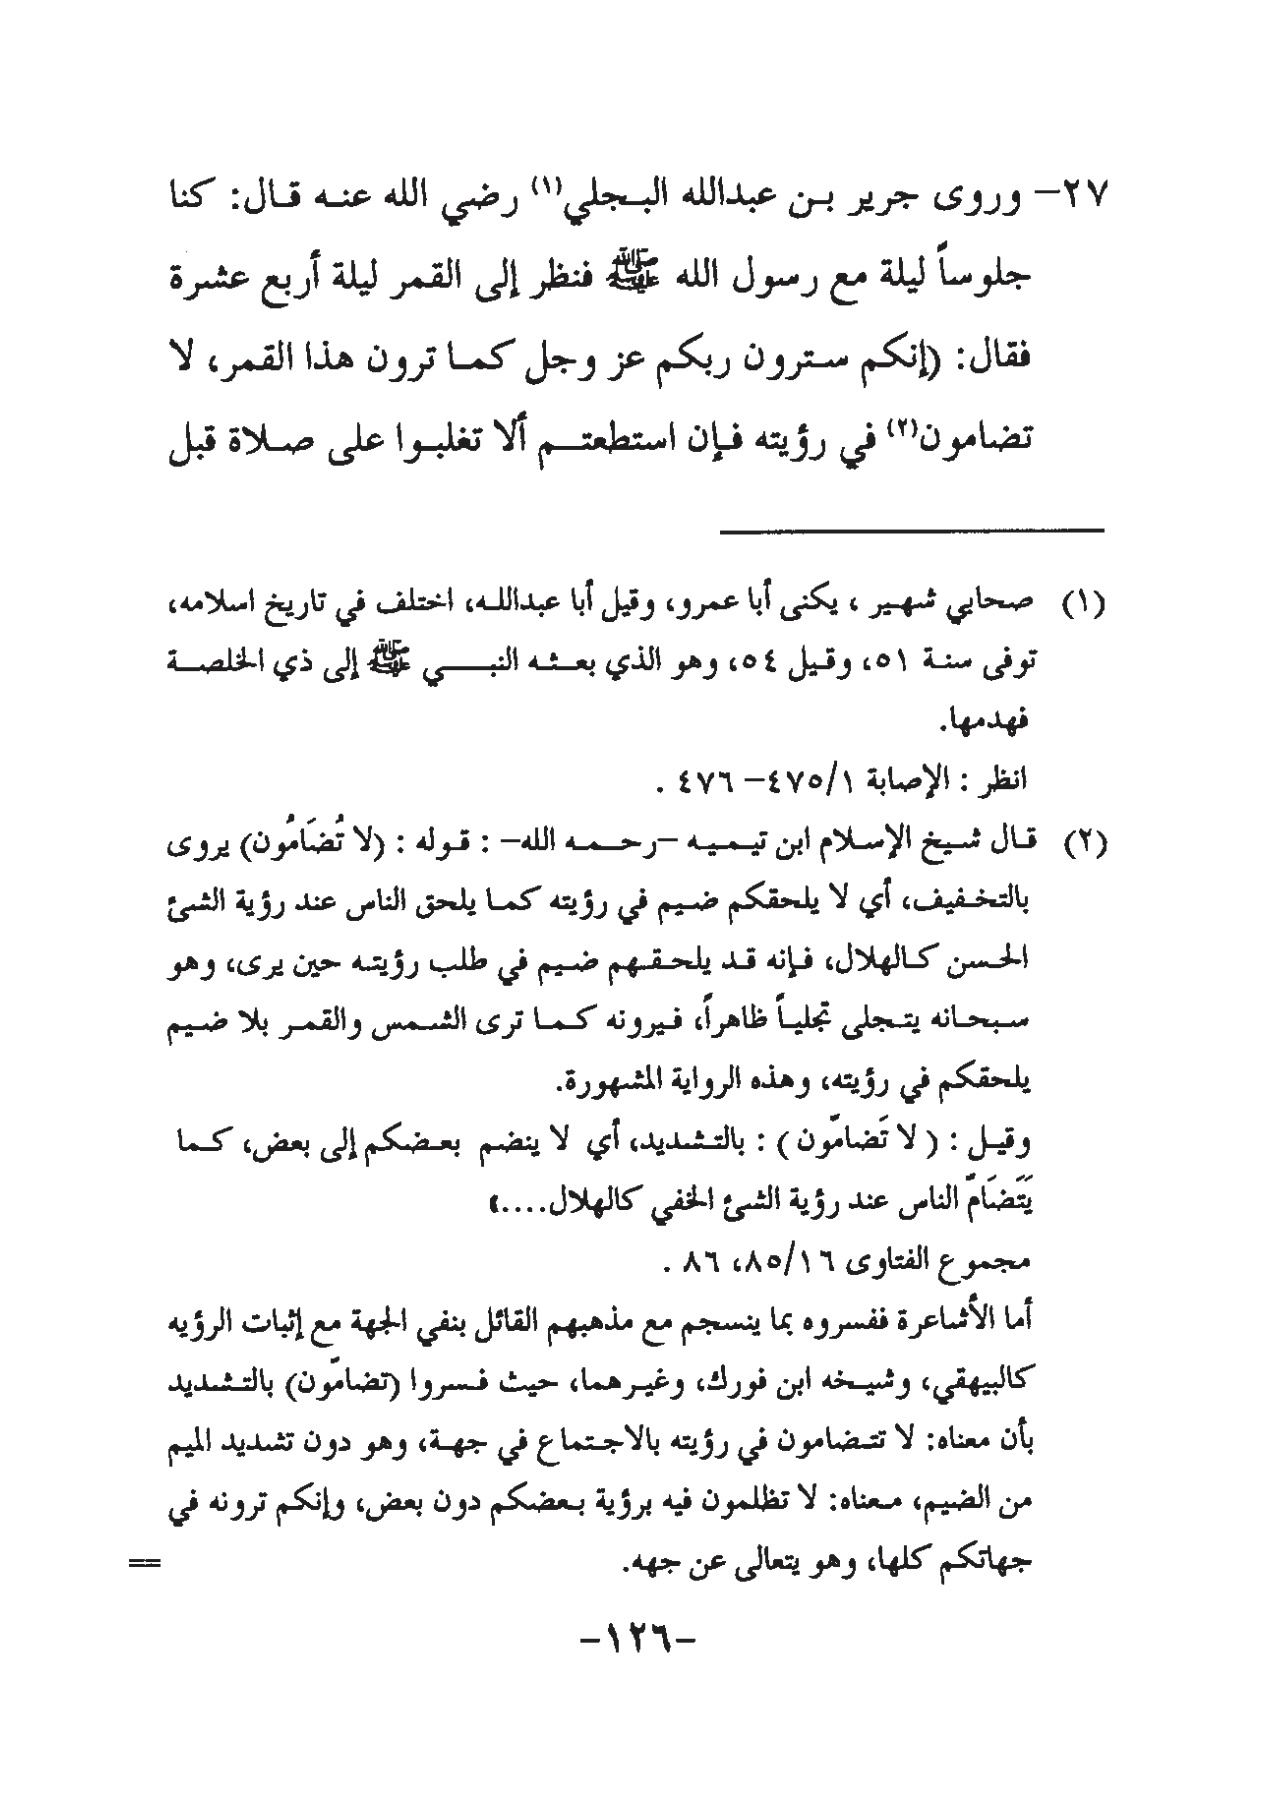 ٢٧- وروى جرير بن عبدالله البجلي(١) رضي الله عنه قال: كنا
جلوساً ليلة مع رسول الله ﷺ فنظر إلى القمر ليلة أربع عشرة
فقال: (إنكم سترون ربكم عز وجل كما ترون هذا القمر، لا
تضامون(٢) في رؤيته فإن استطعتم ألا تغلبوا على صلاة قبل
(١) صحابي شهير ، يكنى أبا عمرو، وقيل أبا عبدالله، اختلف في تاريخ اسلامه،
توفى سنة ٥١، وقيل ٥٤، وهو الذي بعثه النبي ﷺ إلى ذي الخلصة
فهدمها.
انظر : الإصابة ٤٧٥/١- ٤٧٦ .
(٢) قال شيخ الإسلام ابن تيميه -رحمه الله- : قوله : (لا تُضَامُون) يروى
بالتخفيف، أي لا يلحقكم ضيم في رؤيته كما يلحق الناس عند رؤية الشئ
الحسن كالهلال، فإنه قد يلحقهم ضيم في طلب رؤيته حين يرى، وهو
سبحانه يتجلى تجلياً ظاهراً، فيرونه كما ترى الشمس والقمر بلا ضيم
يلحقكم في رؤيته، وهذه الرواية المشهورة.
وقيل : ( لا تَضامّون ) : بالتشديد، أي لا ينضم بعضكم إلى بعض، كما
يَتَضَامّ الناس عند رؤية الشئ الخفي كالهلال....»
مجموع الفتاوى ٨٥/١٦، ٨٦ .
أما الأشاعرة ففسروه بما ينسجم مع مذهبهم القائل بنفي الجهة مع إثبات الرؤيه
كالبيهقي، وشيخه ابن فورك، وغيرهما، حيث فسروا (تضامّون) بالتشديد
بأن معناه: لا تتضامون في رؤيته بالاجتماع في جهة، وهو دون تشديد الميم
من الضيم، معناه: لا تظلمون فيه برؤية بعضكم دون بعض، وإنكم ترونه في
جهاتكم كلها، وهو يتعالى عن جهه. ==
-١٢٦-